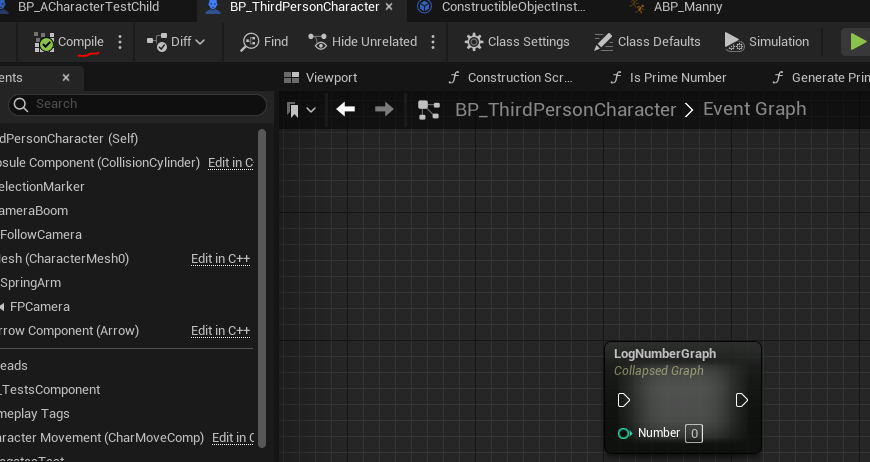 BP_ACharacterTestChild BP_ThirdPersonCharacter ConstructibleObjectInst... ABP_Manny
Compile Diff Find Hide Unrelated Class Settings Class Defaults Simulation
ents Viewport Construction Scr... Is Prime Number Generate Prin
Search BP_ThirdPersonCharacter > Event Graph
dPersonCharacter (Self)
psule Component (CollisionCylinder) Edit in C
electionMarker
ameraBoom
FollowCamera
esh (CharacterMesh0) Edit in C++
SpringArm
FPCamera
rrow Component (Arrow) Edit in C++
LogNumberGraph
eads
Collapsed Graph
_TestsComponent
meplay Tags
Number 0
aracter Movement (CharMoveComp) Edit in C